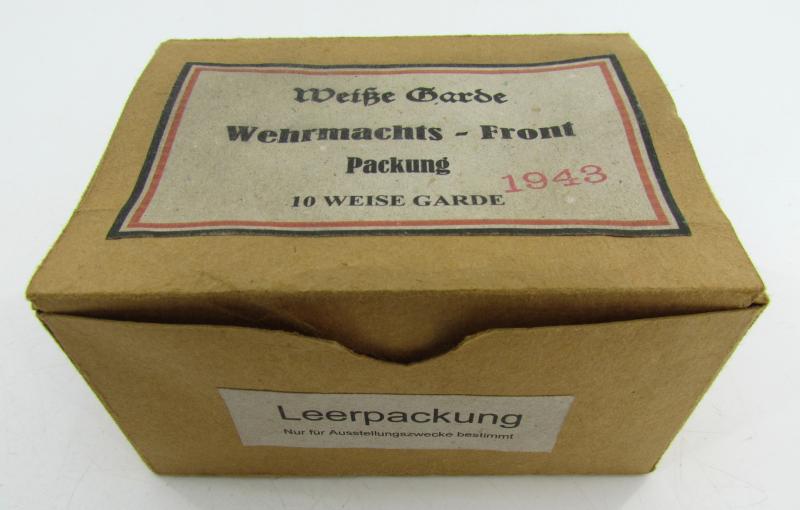 Weiße Garde
Wehrmachts - Front
Packung
10 WEISE GARDE
1943
Leerpackung
Nur für Ausstellungszwecke bestimmt